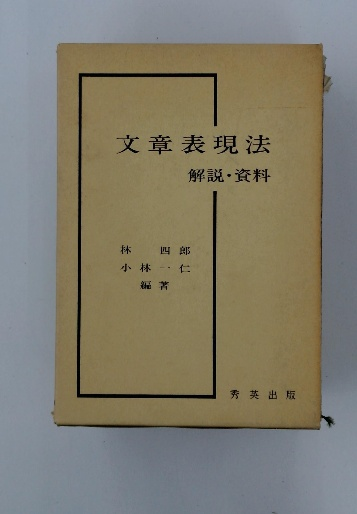 文章表現法
解説・資料
林 四郎
小林一仁
編著
秀英出版